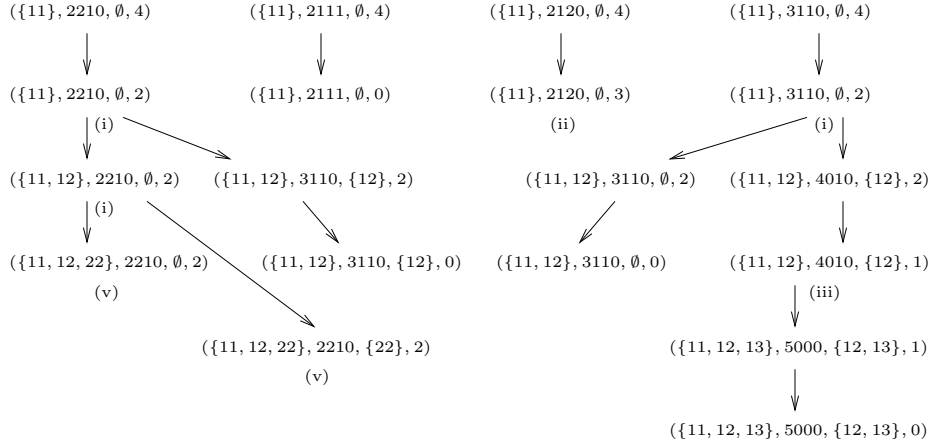 ({11}, 2210, ∅, 4) ({11}, 2111, ∅, 4) ({11}, 2120, ∅, 4) ({11}, 3110, ∅, 4)
({11}, 2210, ∅, 2) ({11}, 2111, ∅, 0) ({11}, 2120, ∅, 3) ({11}, 3110, ∅, 2)
(i) (ii) (i)
({11, 12}, 2210, ∅, 2) ({11, 12}, 3110, {12}, 2) ({11, 12}, 3110, ∅, 2) ({11, 12}, 4010, {12}, 2)
(i)
({11, 12, 22}, 2210, ∅, 2) ({11, 12}, 3110, {12}, 0) ({11, 12}, 3110, ∅, 0) ({11, 12}, 4010, {12}, 1)
(v) (iii)
({11, 12, 22}, 2210, {22}, 2) ({11, 12, 13}, 5000, {12, 13}, 1)
(v)
({11, 12, 13}, 5000, {12, 13}, 0)